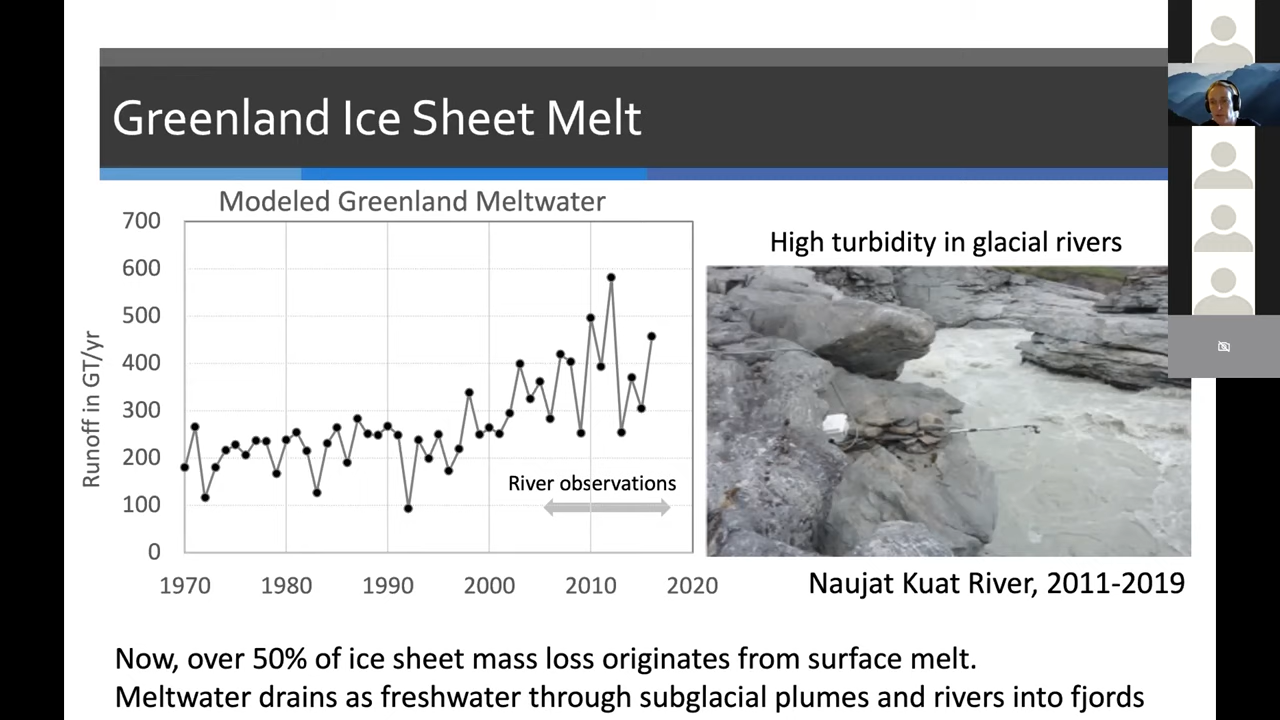 Greenland Ice Sheet Melt
Modeled Greenland Meltwater
Runoff in GT/yr
700
600
500
400
300
200
100
0
River observations
1970 1980 1990 2000 2010 2020
High turbidity in glacial rivers
Naujat Kuat River, 2011-2019
Now, over 50% of ice sheet mass loss originates from surface melt.
Meltwater drains as freshwater through subglacial plumes and rivers into fjords